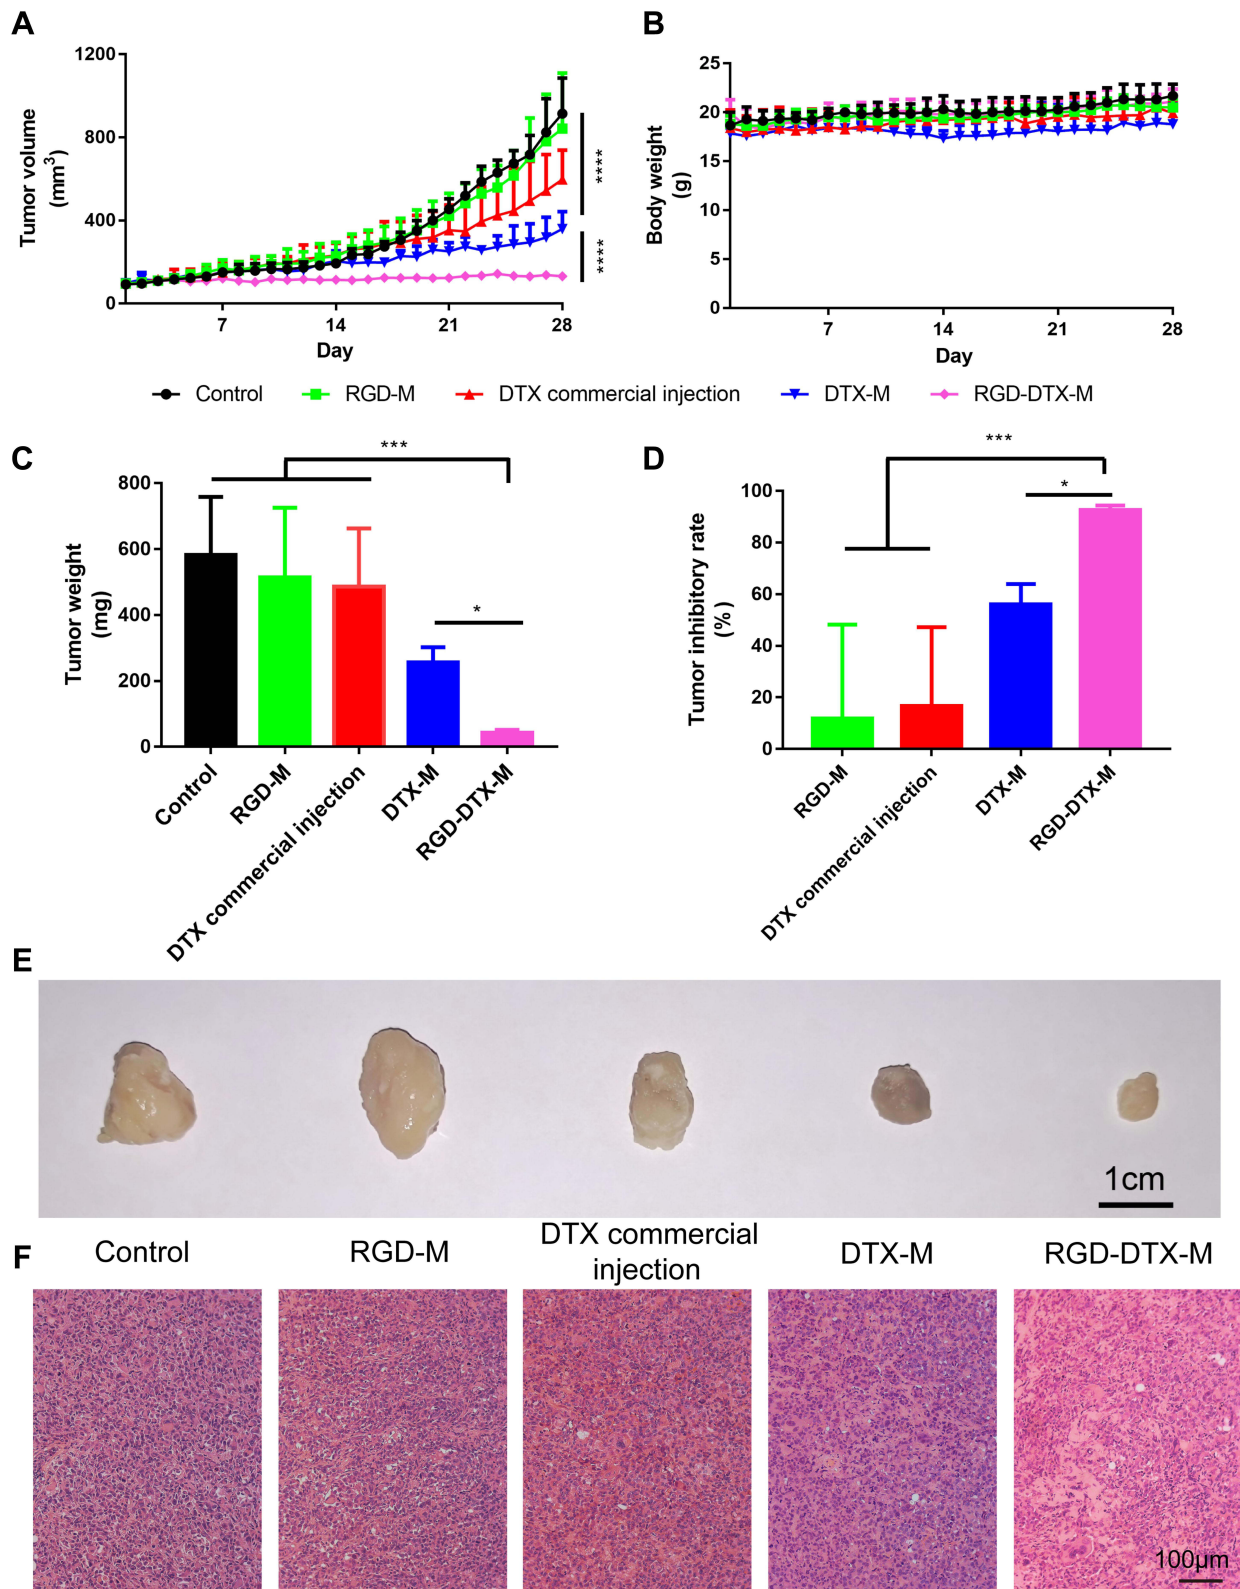 A
B
1200
800
400
0
Tumor volume
(mm³)
7
14
21
28
Day
****
****
25
20
15
10
5
0
Body weight
(g)
7
14
21
28
Day
Control
RGD-M
DTX commercial injection
DTX-M
RGD-DTX-M
C
D
***
*
800
600
400
200
0
Tumor weight
(mg)
Control
RGD-M
DTX commercial injection
DTX-M
RGD-DTX-M
***
*
100
80
60
40
20
0
Tumor inhibitory rate
(%)
RGD-M
DTX commercial injection
DTX-M
RGD-DTX-M
E
1cm
F
Control
RGD-M
DTX commercial
injection
DTX-M
RGD-DTX-M
100μm